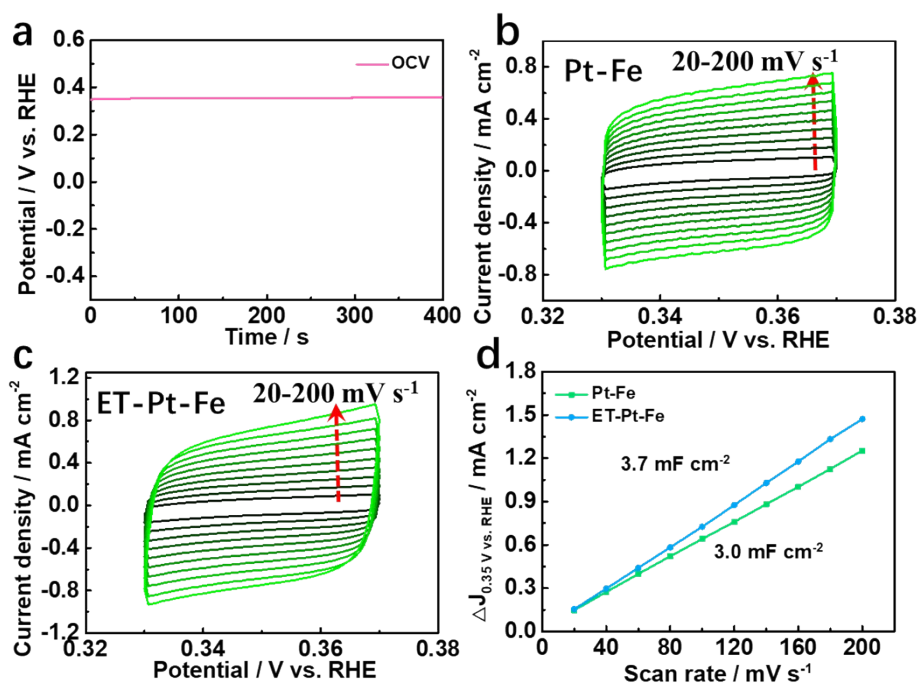 a
0.6
0.4
0.2
0.0
-0.2
-0.4
Potential / V vs. RHE
OCV
0 100 200 300 400
Time / s
b
0.8
0.4
0.0
-0.4
-0.8
Current density / mA cm-2
Pt-Fe
20-200 mV s-1
0.32 0.34 0.36 0.38
Potential / V vs. RHE
c
1.2
0.8
0.4
0.0
-0.4
-0.8
-1.2
Current density / mA cm-2
ET-Pt-Fe
20-200 mV s-1
0.32 0.34 0.36 0.38
Potential / V vs. RHE
d
1.8
1.5
1.2
0.9
0.6
0.3
0.0
△J0.35 V vs. RHE / mA cm-2
Pt-Fe
ET-Pt-Fe
3.7 mF cm-2
3.0 mF cm-2
0 40 80 120 160 200
Scan rate / mV s-1